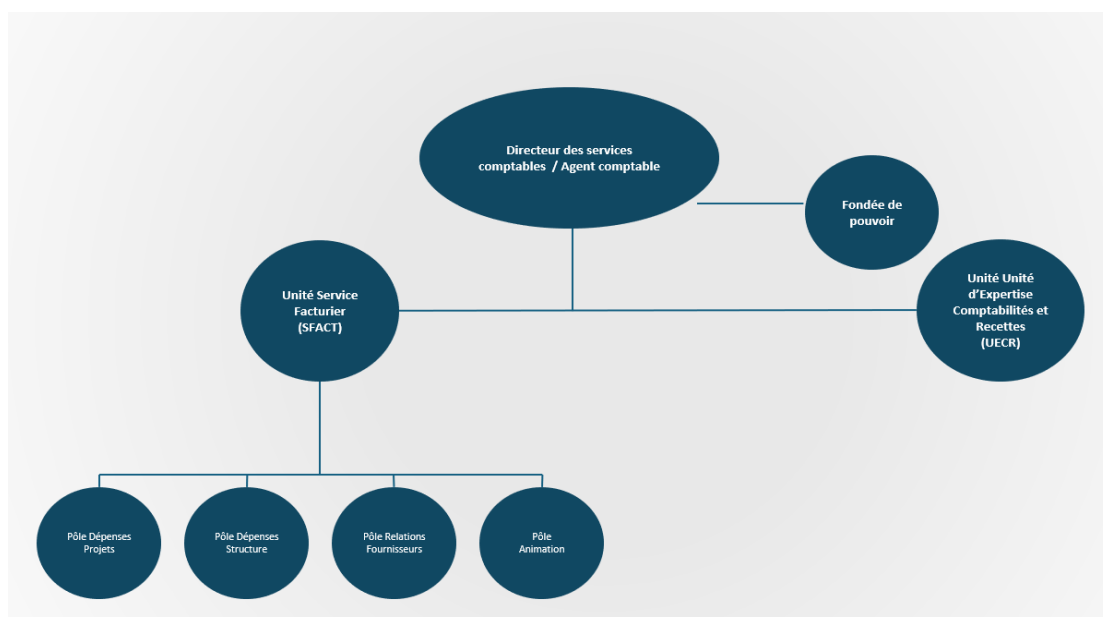 Directeur des services
comptables / Agent comptable
Fondée de
pouvoir
Unité Service
Facturier
(SFACT)
Unité Unité
d’Expertise
Comptabilités et
Recettes
(UECR)
Pôle Dépenses
Projets
Pôle Dépenses
Structure
Pôle Relations
Fournisseurs
Pôle
Animation